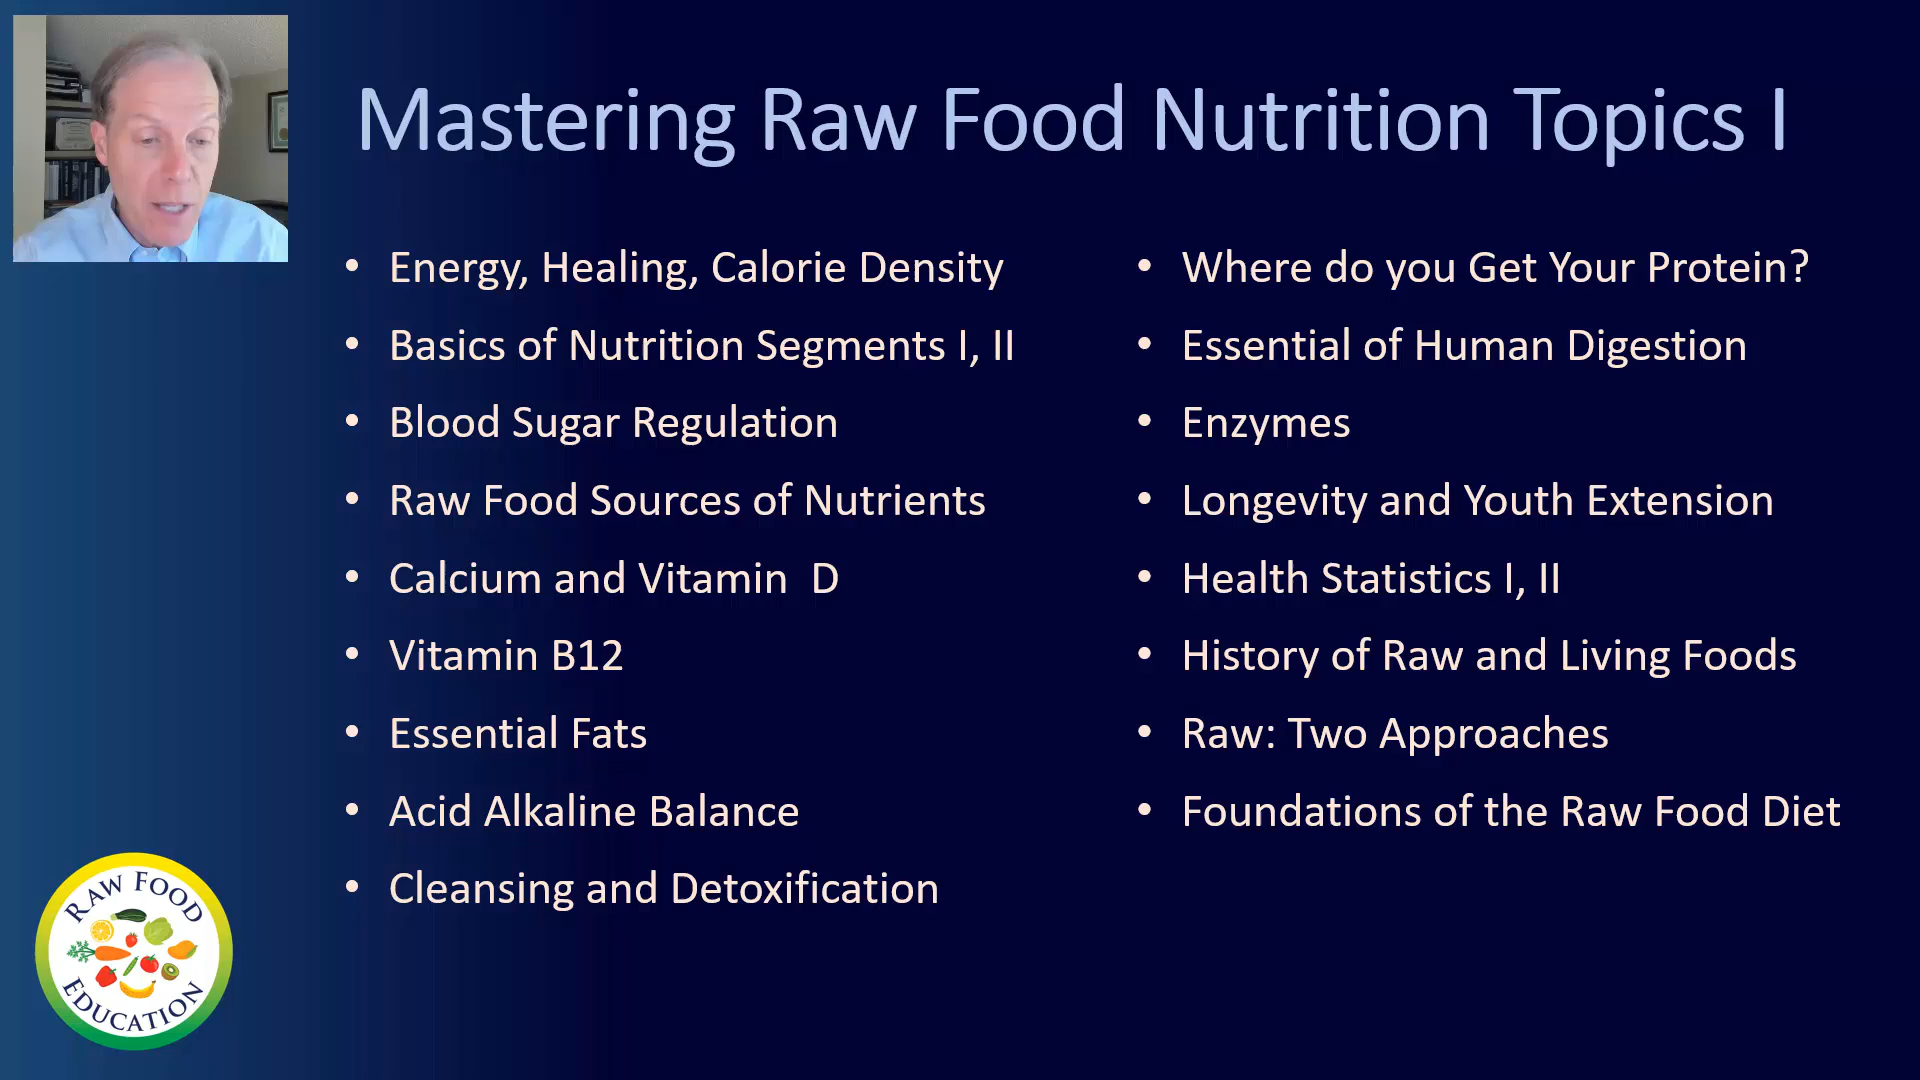 Mastering Raw Food Nutrition Topics I
• Energy, Healing, Calorie Density
• Basics of Nutrition Segments I, II
• Blood Sugar Regulation
• Raw Food Sources of Nutrients
• Calcium and Vitamin  D
• Vitamin B12
• Essential Fats
• Acid Alkaline Balance
• Cleansing and Detoxification
• Where do you Get Your Protein?
• Essential of Human Digestion
• Enzymes
• Longevity and Youth Extension
• Health Statistics I, II
• History of Raw and Living Foods
• Raw: Two Approaches
• Foundations of the Raw Food Diet
RAW FOOD
EDUCATION